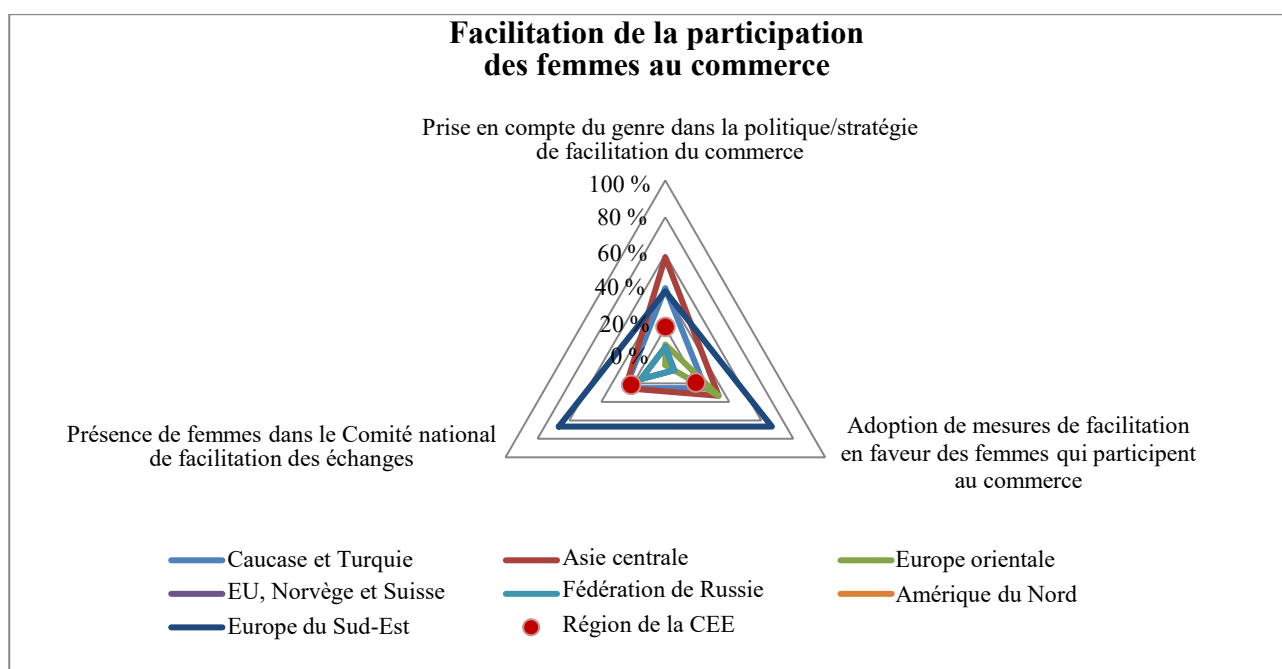 Facilitation de la participation
des femmes au commerce
Prise en compte du genre dans la politique/stratégie
de facilitation du commerce
100 %
80 %
60 %
40 %
20 %
0 %
Présence de femmes dans le Comité national
de facilitation des échanges
Adoption de mesures de facilitation
en faveur des femmes qui participent
au commerce
Caucase et Turquie
Asie centrale
Europe orientale
EU, Norvège et Suisse
Fédération de Russie
Amérique du Nord
Europe du Sud-Est
Région de la CEE